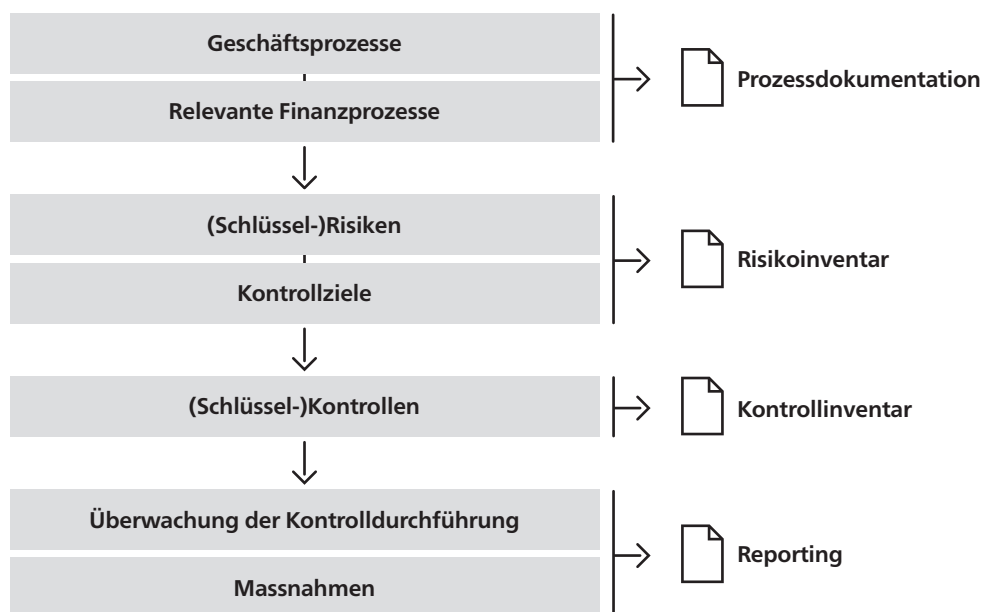 Geschäftsprozesse
Relevante Finanzprozesse
Prozessdokumentation
(Schlüssel-)Risiken
Kontrollziele
Risikoinventar
(Schlüssel-)Kontrollen
Kontrollinventar
Überwachung der Kontrolldurchführung
Massnahmen
Reporting